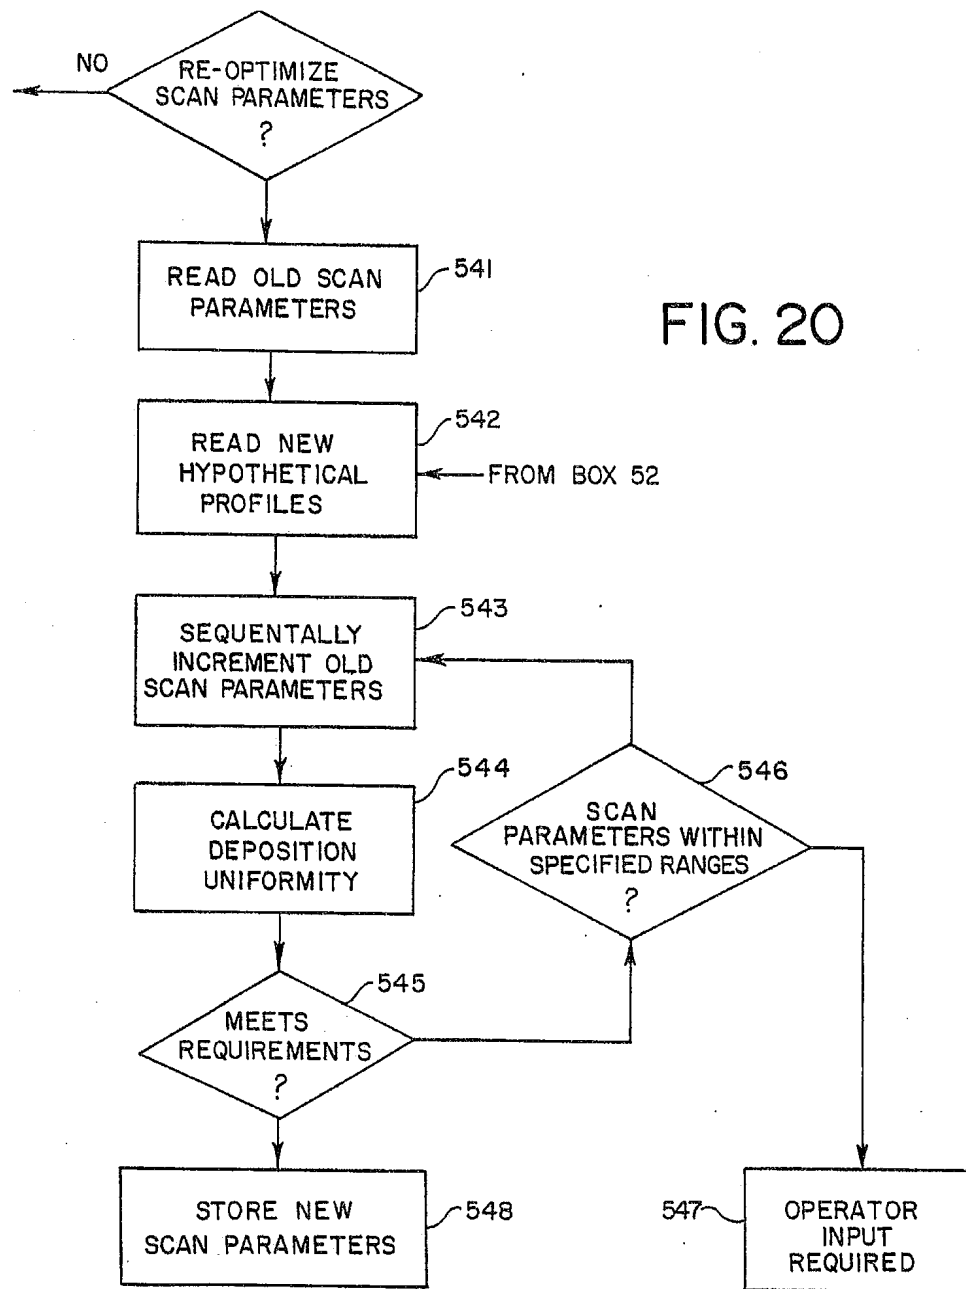 NO
RE-OPTIMIZE
SCAN PARAMETERS
?
READ OLD SCAN
PARAMETERS
541
FIG. 20
READ NEW
HYPOTHETICAL
PROFILES
542
FROM BOX 52
SEQUENTALLY
INCREMENT OLD
SCAN PARAMETERS
543
CALCULATE
DEPOSITION
UNIFORMITY
544
SCAN
PARAMETERS WITHIN
SPECIFIED RANGES
?
546
MEETS
REQUIREMENTS
?
545
STORE NEW
SCAN PARAMETERS
548
547
OPERATOR
INPUT
REQUIRED